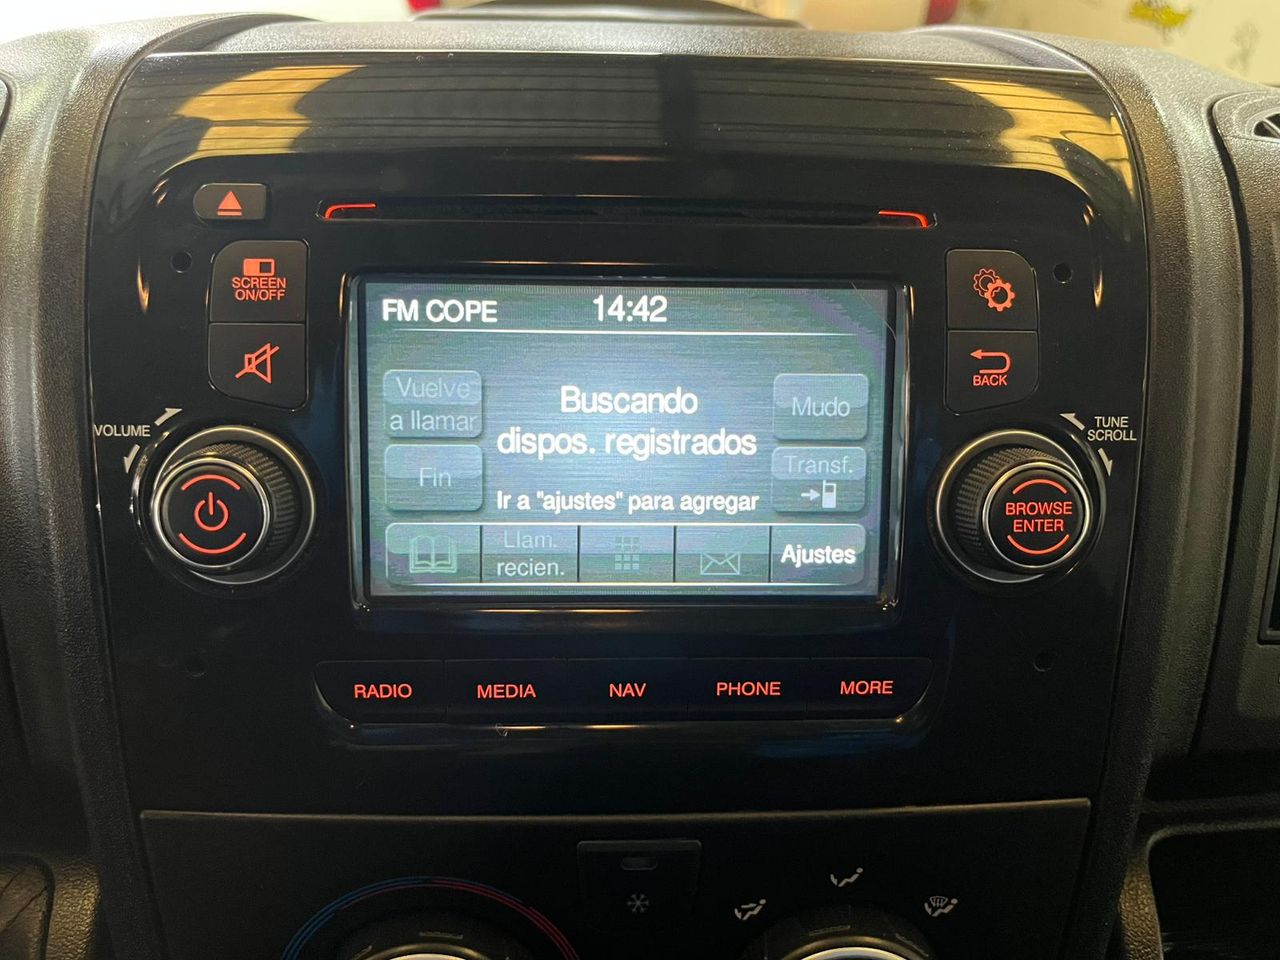 SCREEN
ON/OFF
BACK
VOLUME
TUNE
SCROLL
BROWSE
ENTER
FM COPE 14:42
Vuelve
a llamar
Buscando
dispos. registrados
Mudo
Fin
Transf.
Ir a "ajustes" para agregar
Llam.
recien.
Ajustes
RADIO MEDIA NAV PHONE MORE